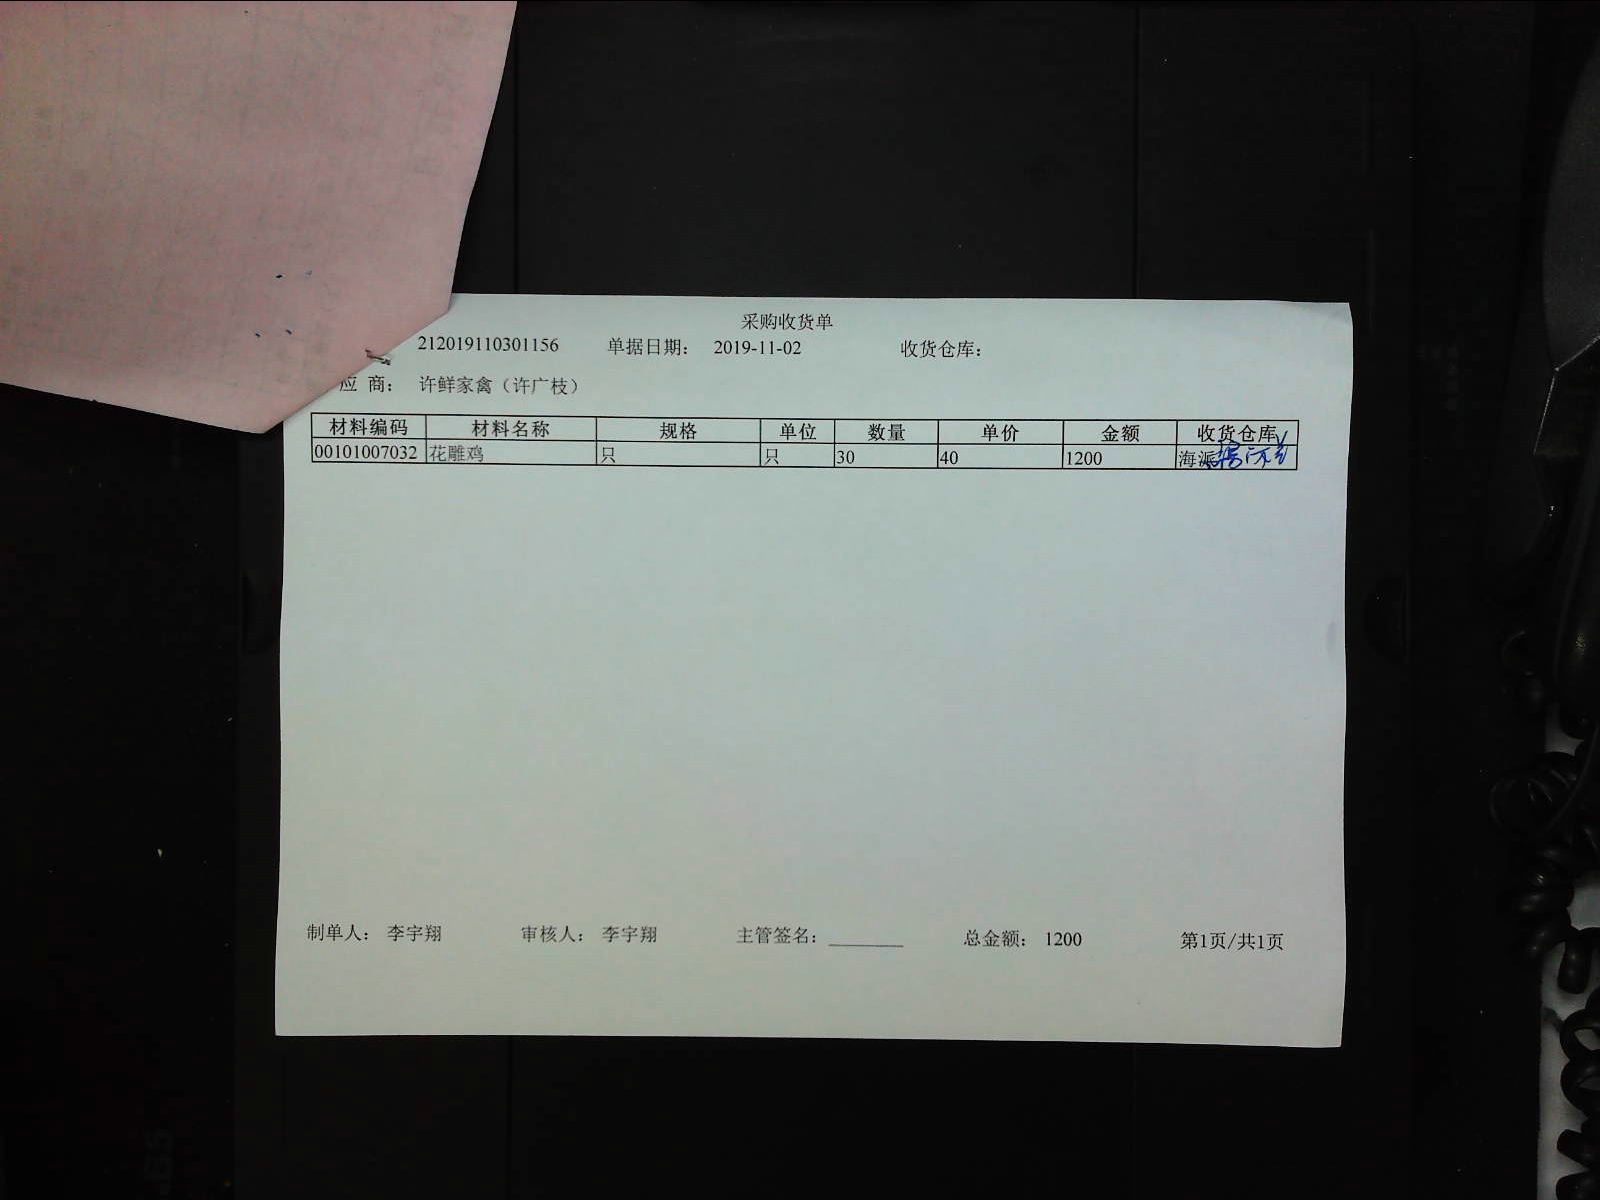 采购收货单
212019110301156 单据日期： 2019-11-02 收货仓库：
应 商： 许鲜家禽（许广枝）
材料编码 材料名称 规格 单位 数量 单价 金额 收货仓库
00101007032 花雕鸡 只 只 30 40 1200 海派
制单人： 李宇翔 审核人： 李宇翔 主管签名： 总金额： 1200 第1页/共1页